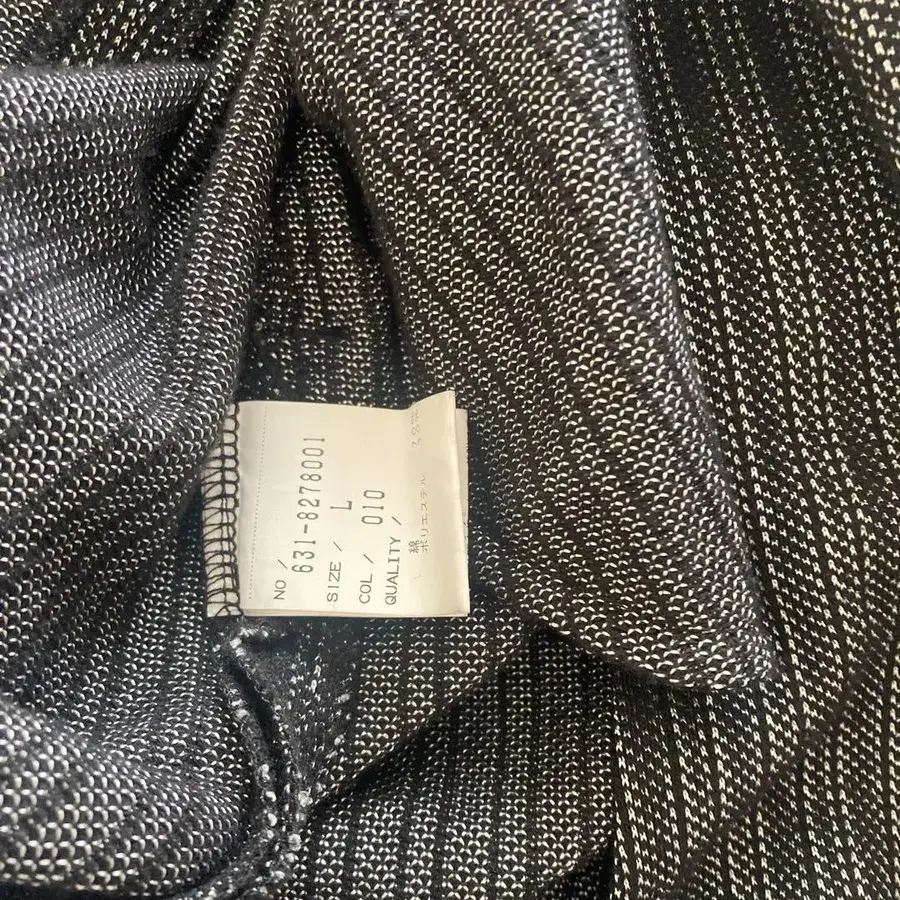 NO /
631-8278001
SIZE / L
COL / 010
QUALITY /
綿
ポリエステル